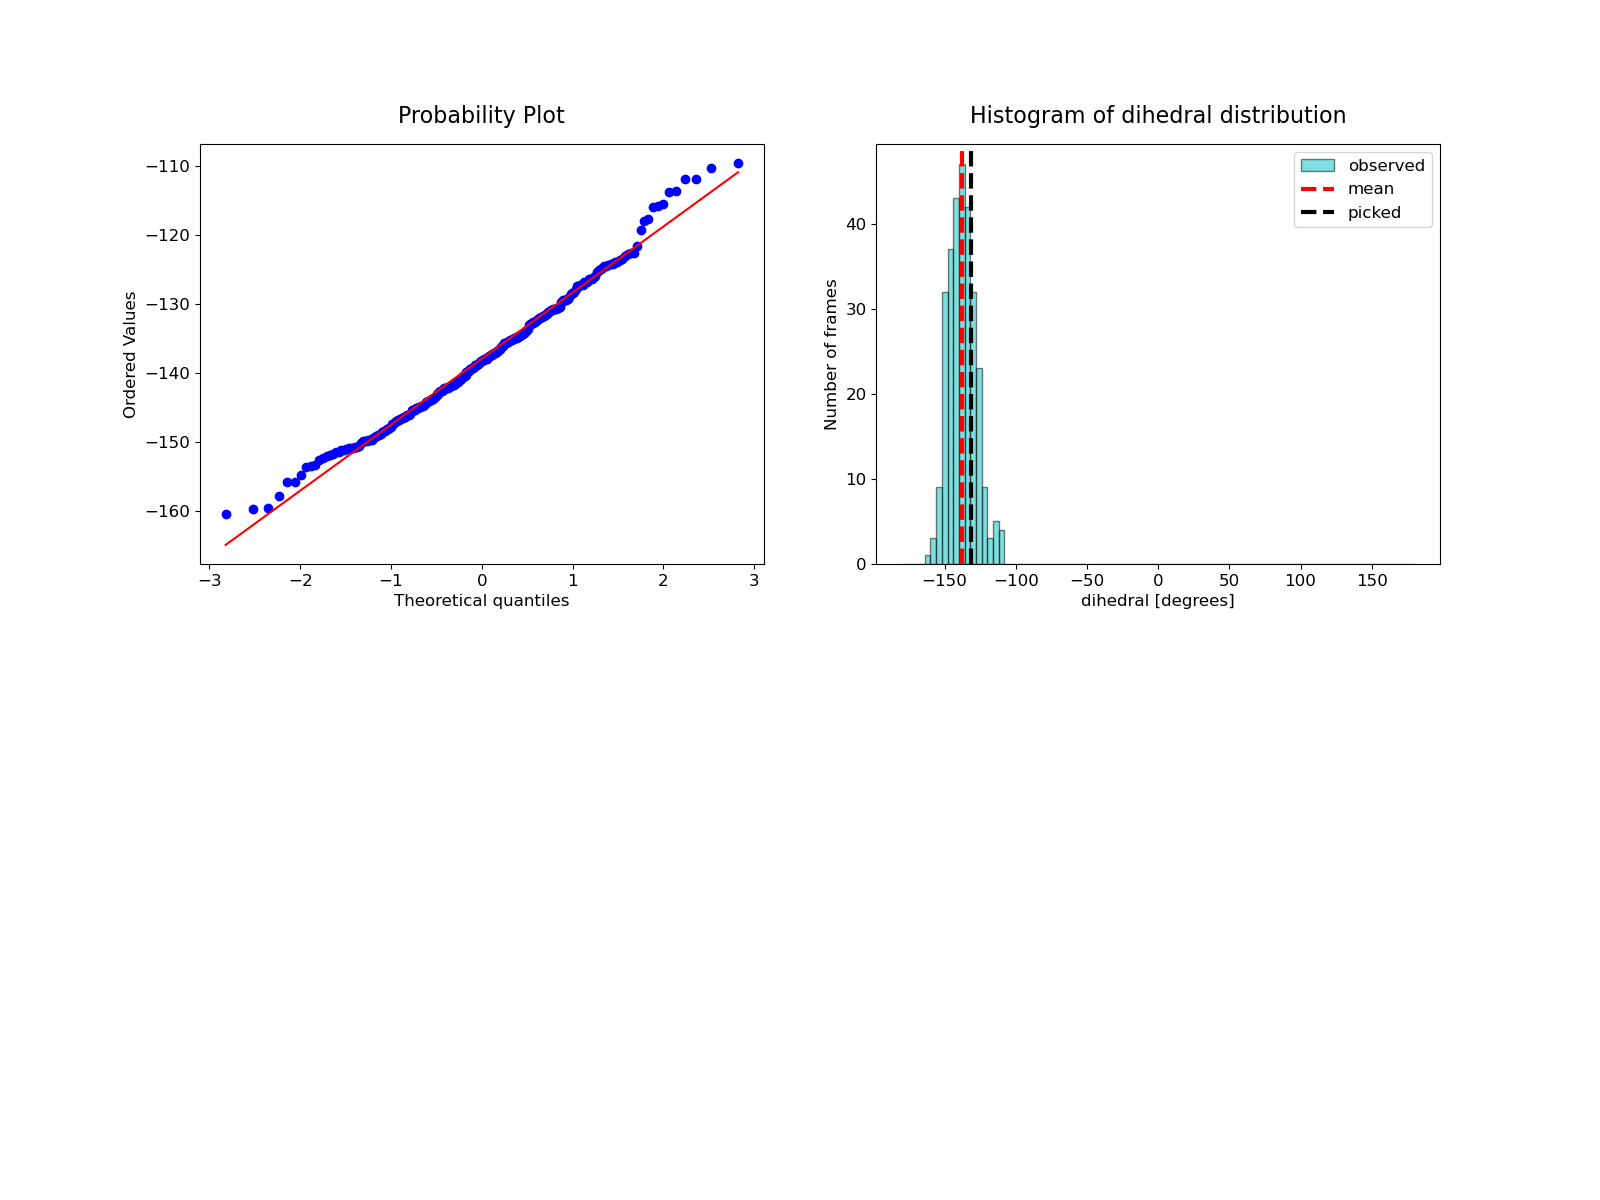 Probability Plot
−110
−120
−130
−140
−150
−160
Ordered Values
−3
−2
−1
0
1
2
3
Theoretical quantiles
Histogram of dihedral distribution
observed
mean
picked
40
30
20
10
0
Number of frames
−150
−100
−50
0
50
100
150
dihedral [degrees]